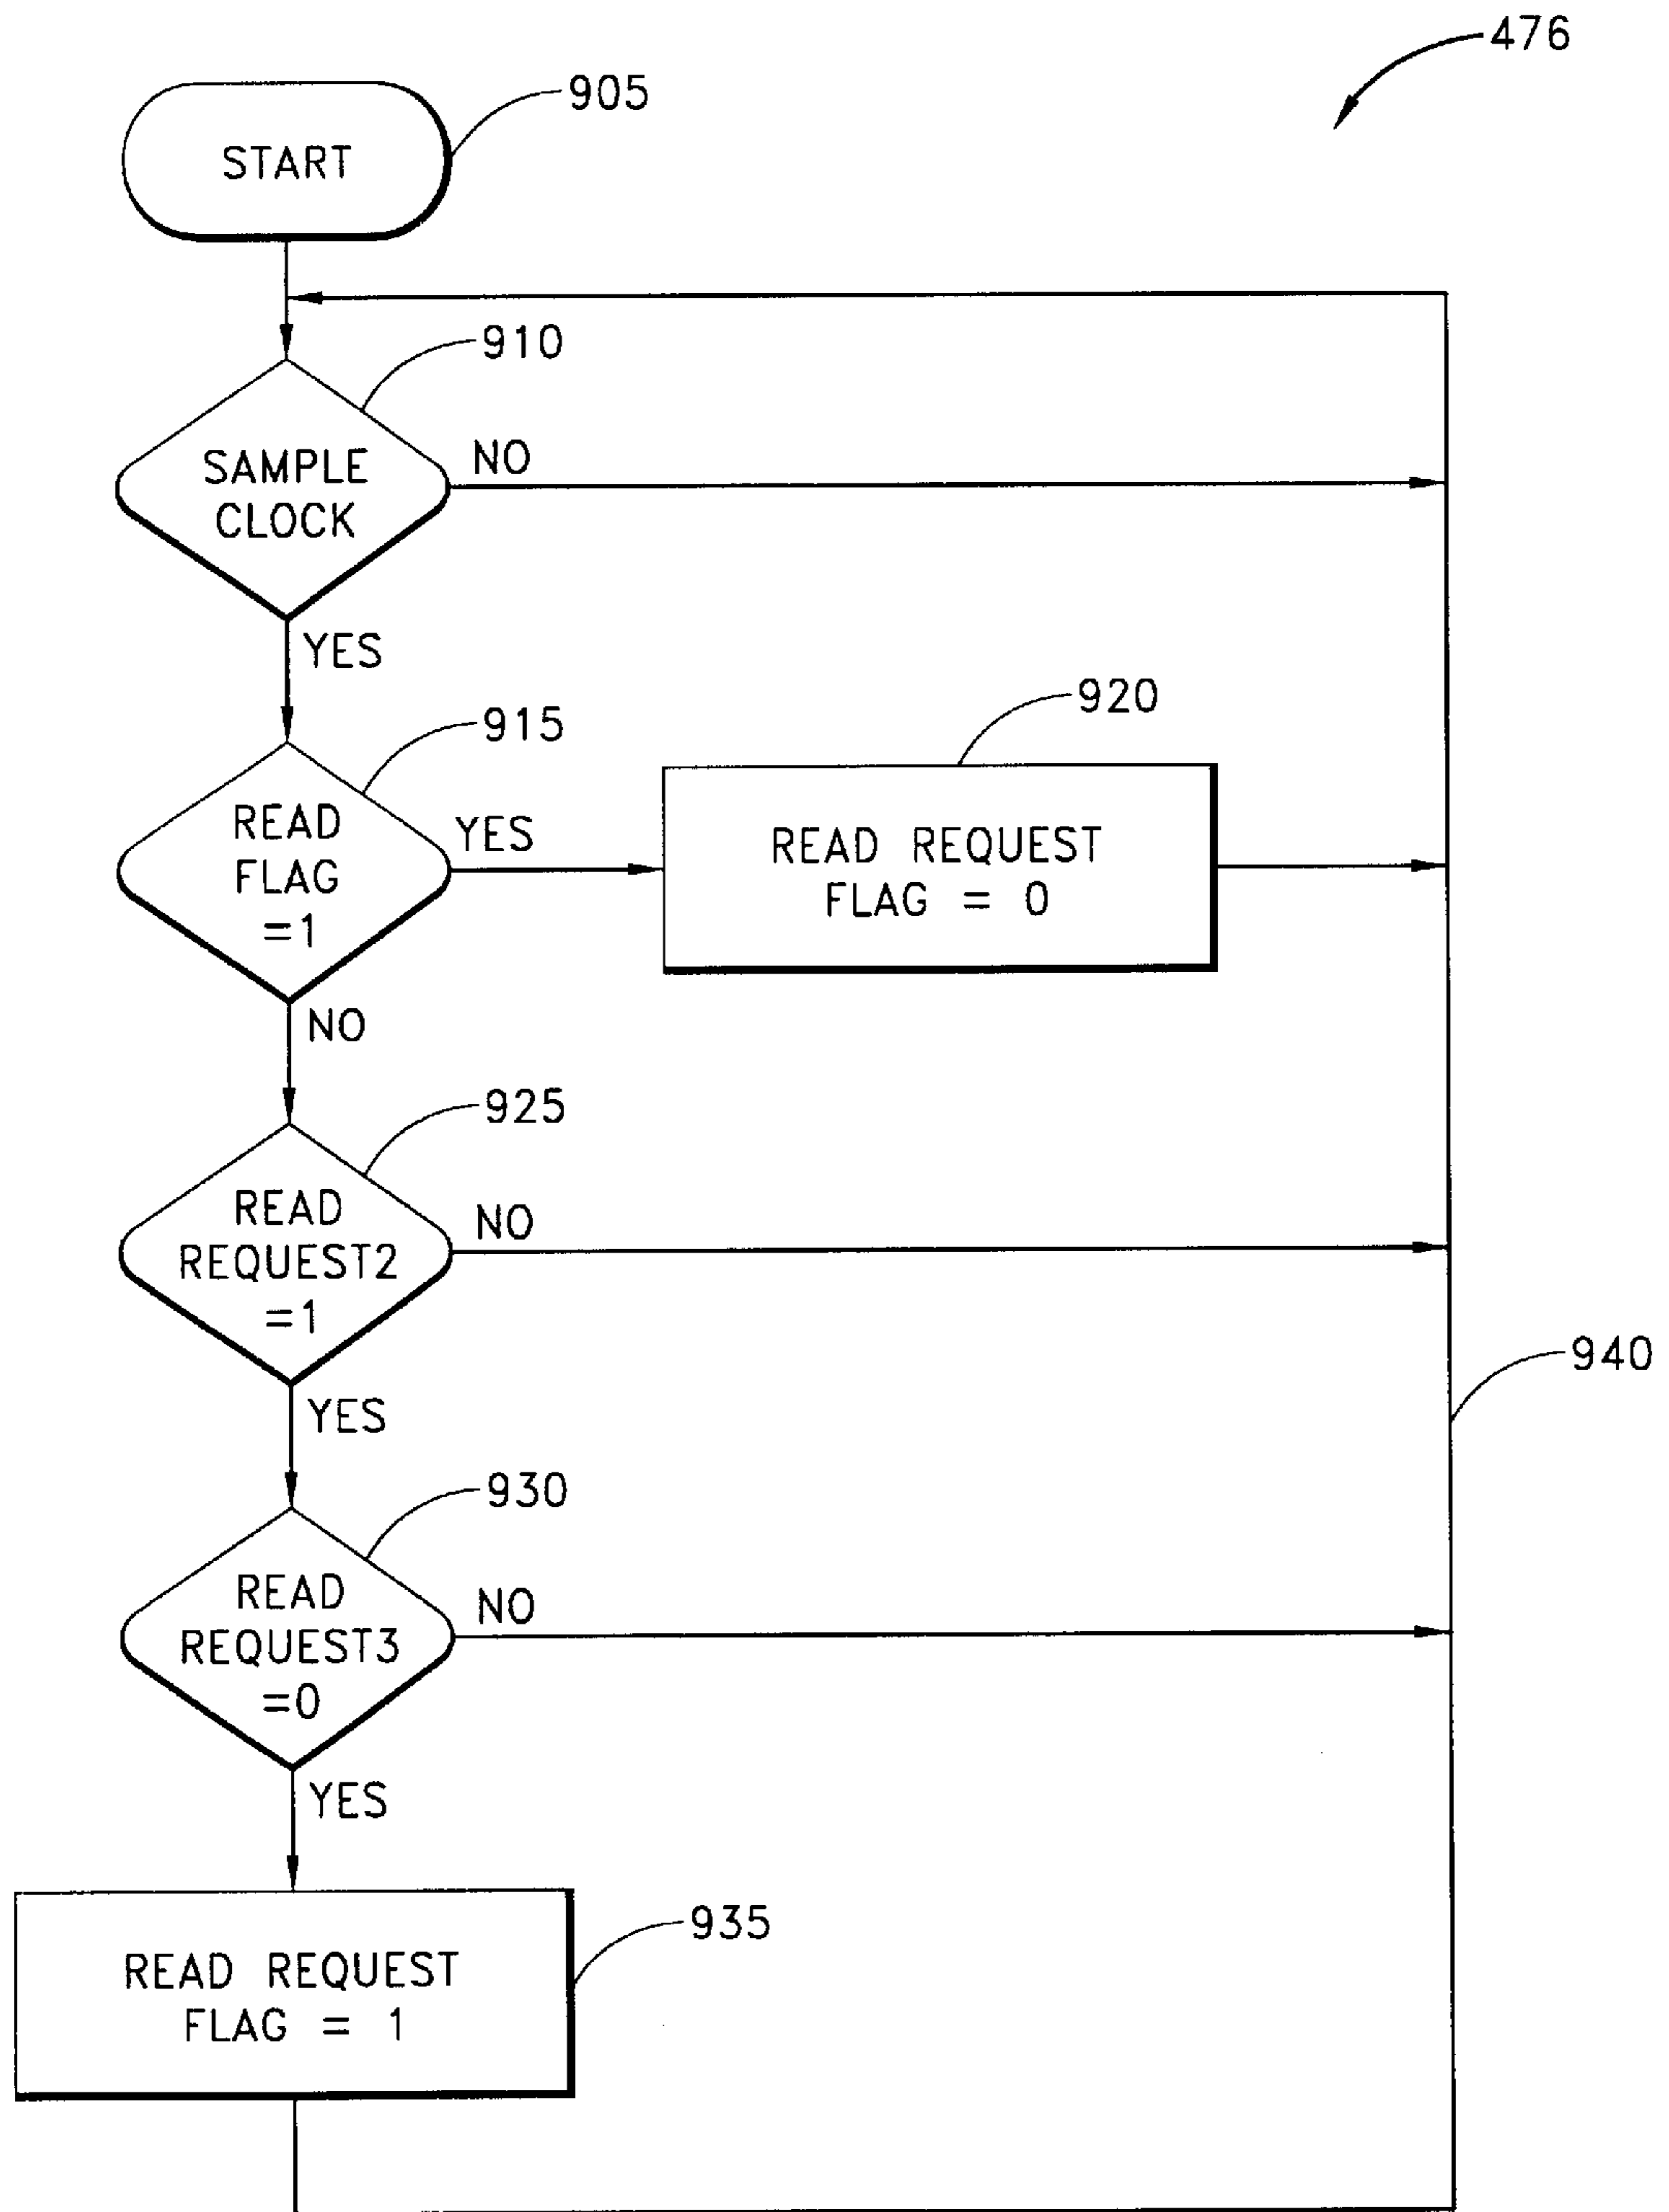 476
905
START
910
SAMPLE
CLOCK
NO
YES
915
READ
FLAG
=1
YES
920
READ REQUEST
FLAG = 0
NO
925
READ
REQUEST2
=1
NO
940
YES
930
READ
REQUEST3
=0
NO
YES
935
READ REQUEST
FLAG = 1